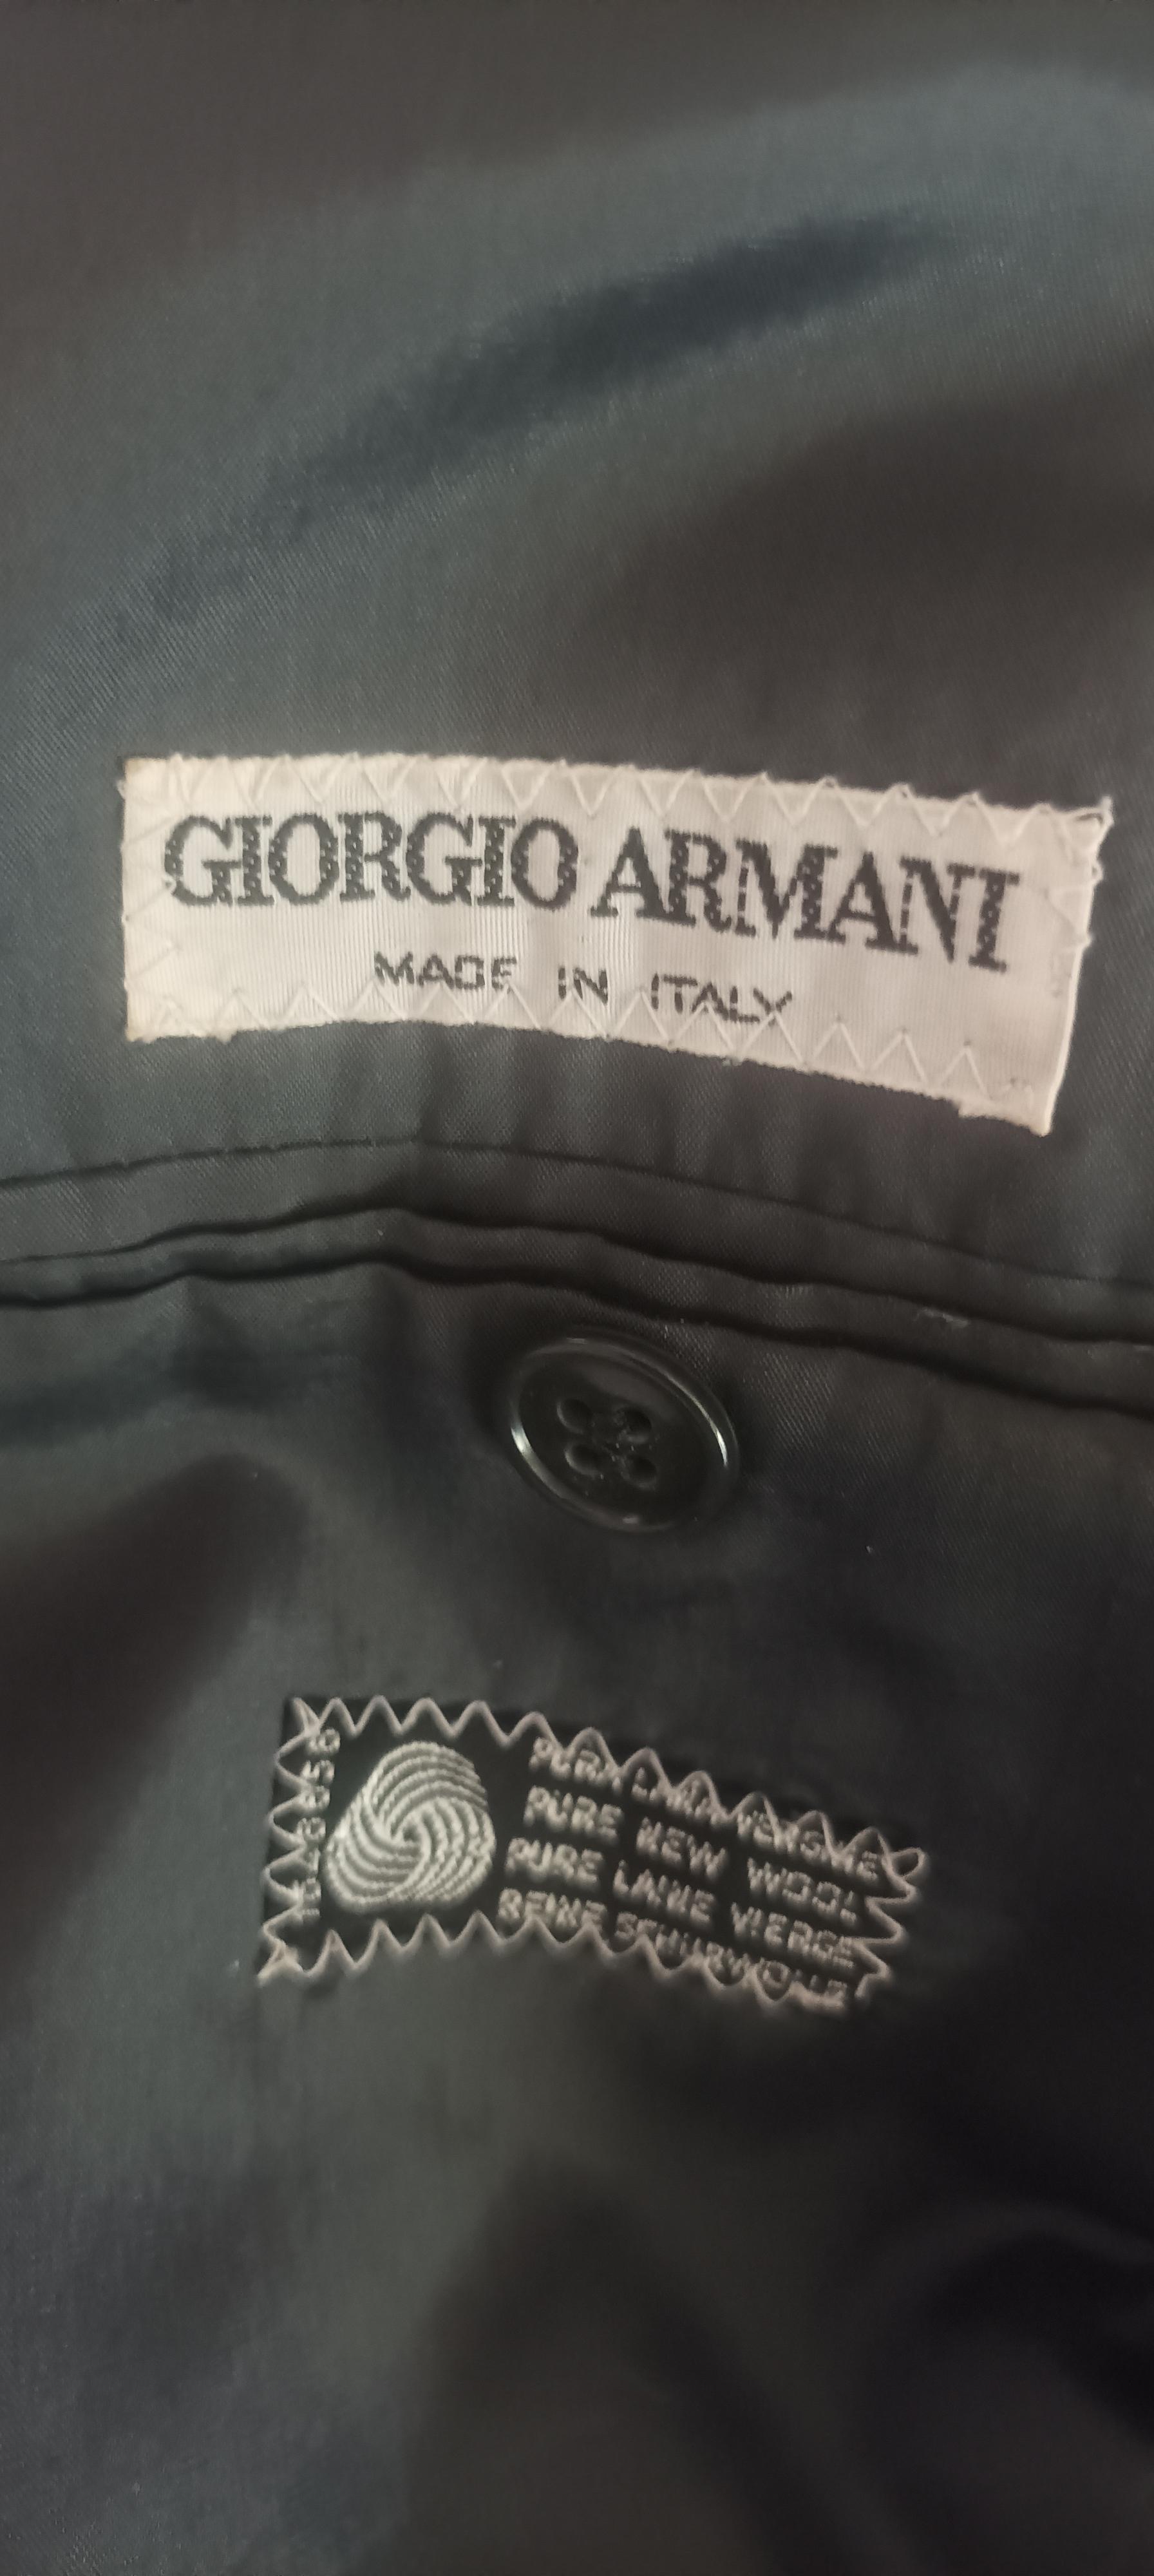 GIORGIO ARMANI
MADE IN ITALY
PURA LANA VERGINE
PURE NEW WOOL
PURE LAINE VIERGE
REINE SCHURWOLLE